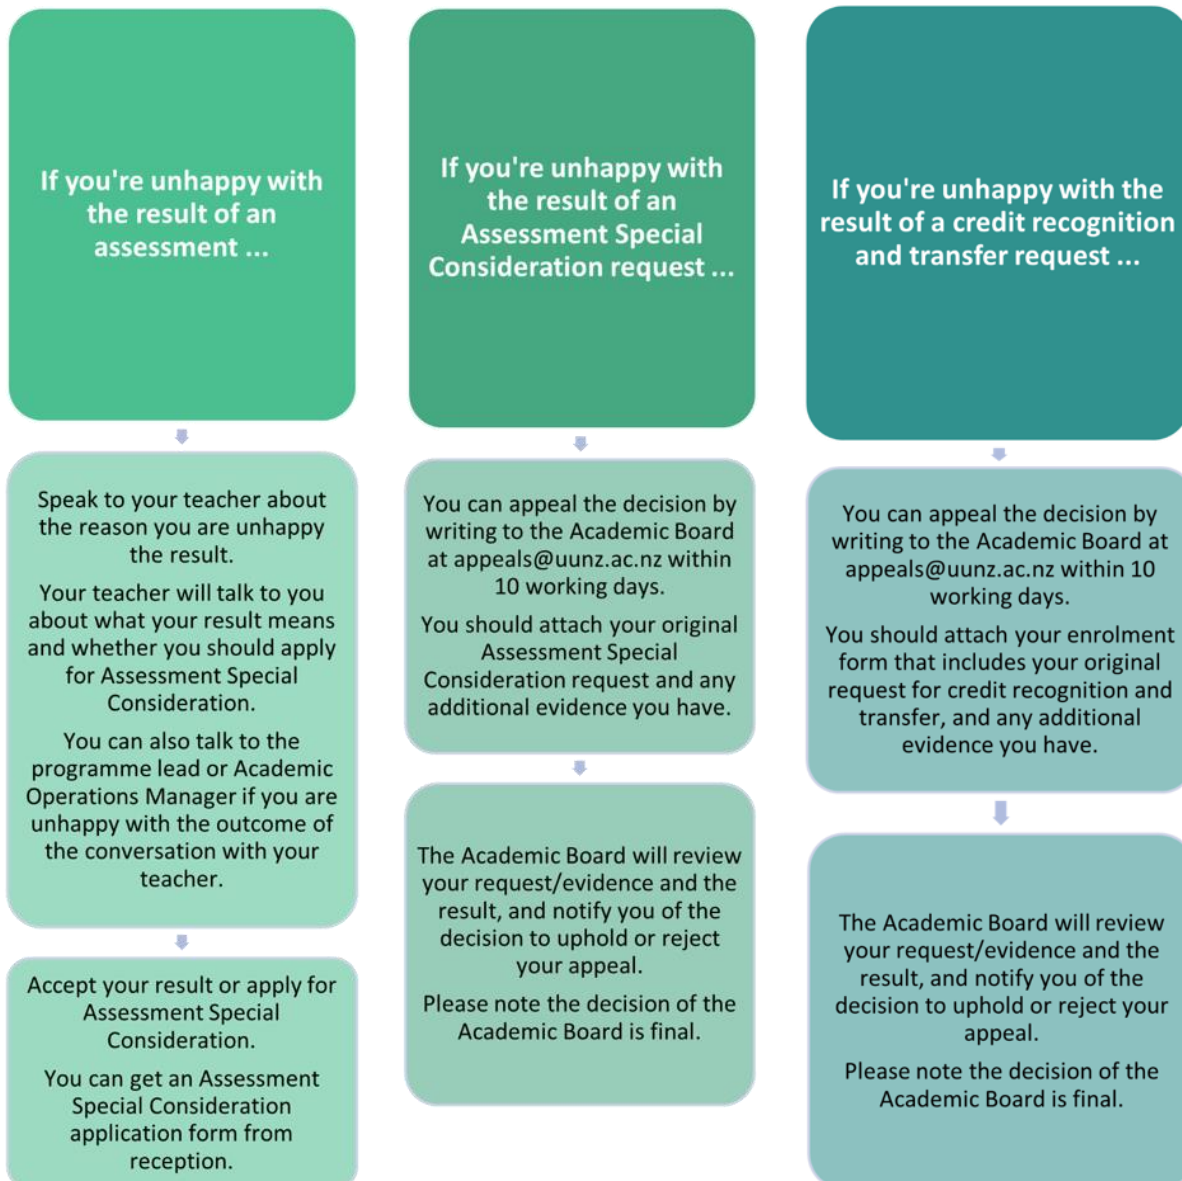 If you're unhappy with
the result of an
assessment ...
Speak to your teacher about
the reason you are unhappy
the result.
Your teacher will talk to you
about what your result means
and whether you should apply
for Assessment Special
Consideration.
You can also talk to the
programme lead or Academic
Operations Manager if you are
unhappy with the outcome of
the conversation with your
teacher.
Accept your result or apply for
Assessment Special
Consideration.
You can get an Assessment
Special Consideration
application form from
reception.
If you're unhappy with
the result of an
Assessment Special
Consideration request ...
You can appeal the decision by
writing to the Academic Board
at appeals@uunz.ac.nz within
10 working days.
You should attach your original
Assessment Special
Consideration request and any
additional evidence you have.
The Academic Board will review
your request/evidence and the
result, and notify you of the
decision to uphold or reject
your appeal.
Please note the decision of the
Academic Board is final.
If you're unhappy with the
result of a credit recognition
and transfer request ...
You can appeal the decision by
writing to the Academic Board at
appeals@uunz.ac.nz within 10
working days.
You should attach your enrolment
form that includes your original
request for credit recognition and
transfer, and any additional
evidence you have.
The Academic Board will review
your request/evidence and the
result, and notify you of the
decision to uphold or reject your
appeal.
Please note the decision of the
Academic Board is final.